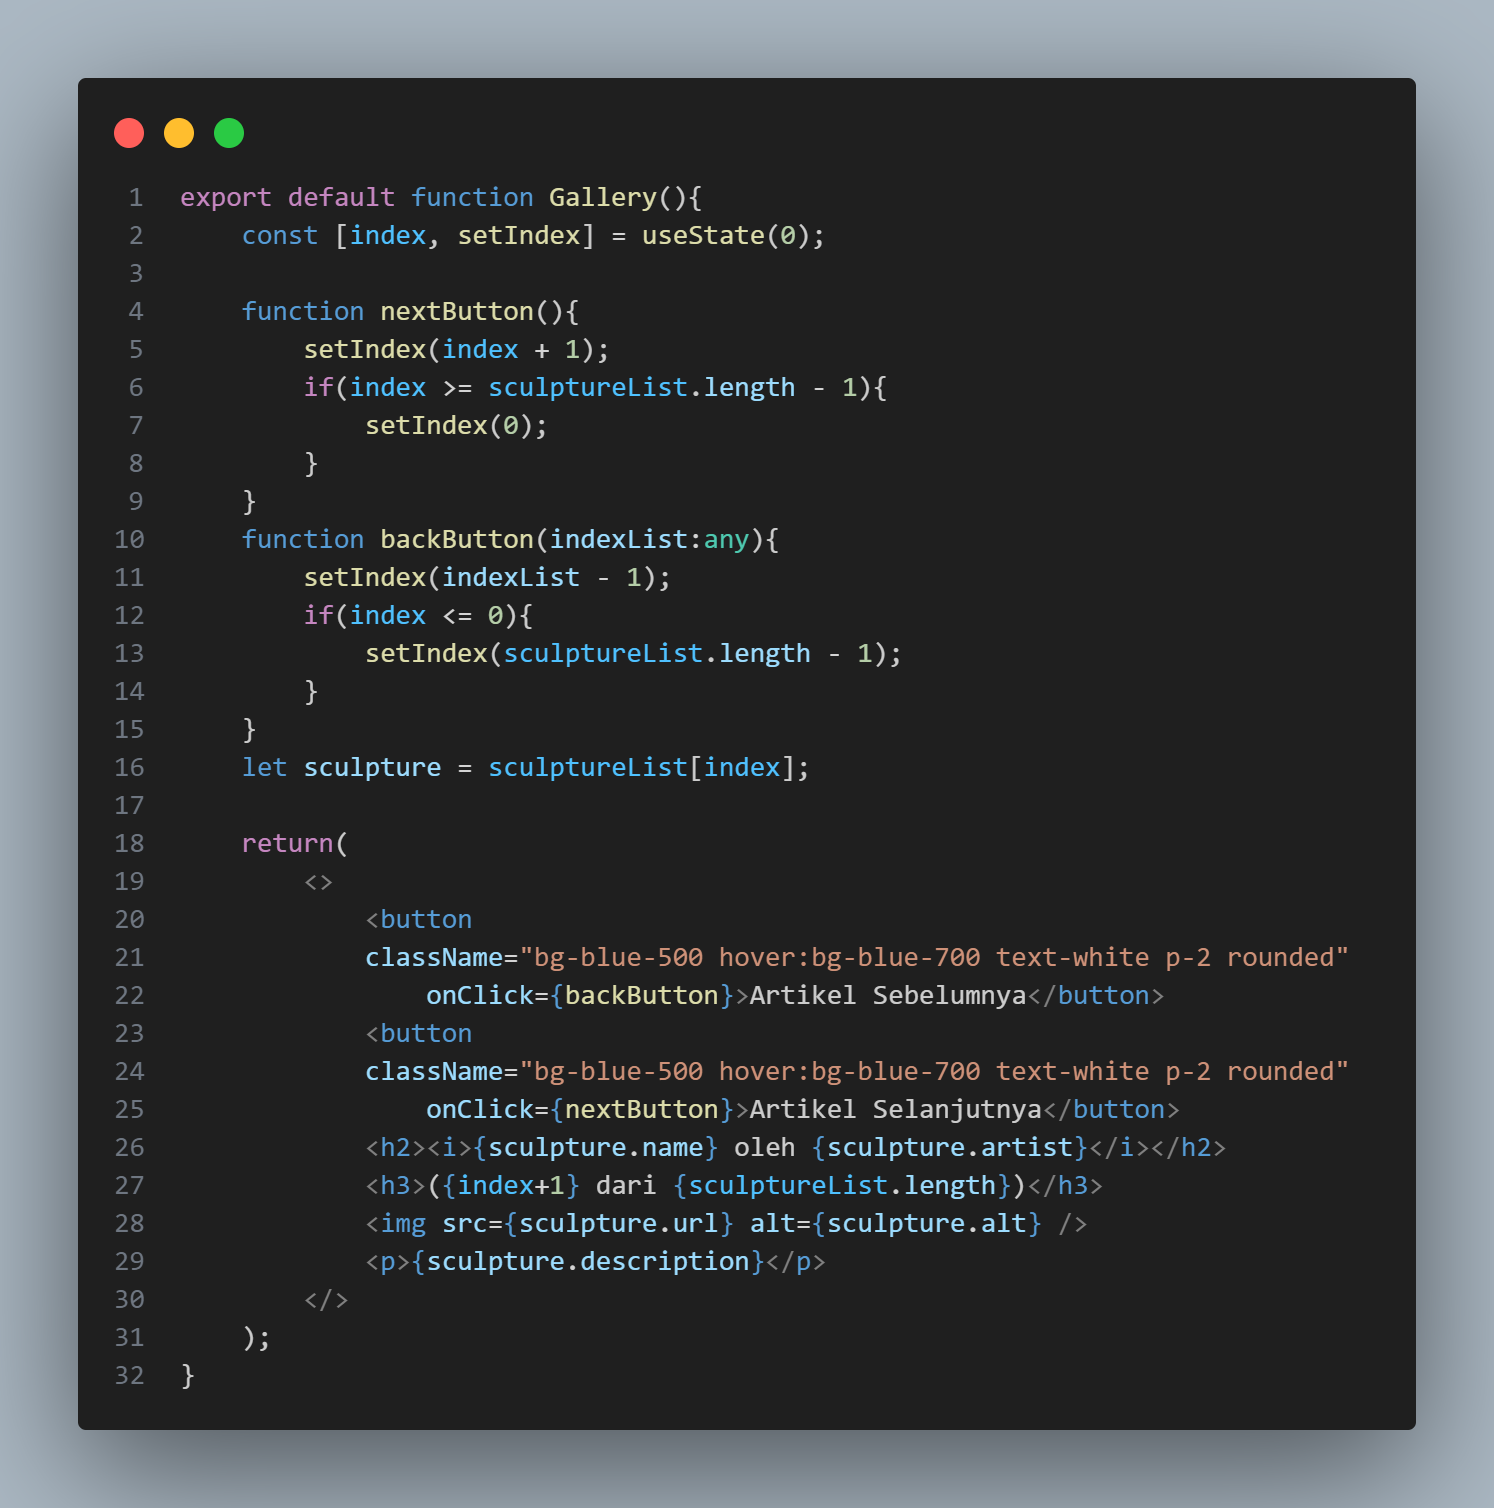 1 export default function Gallery(){
2     const [index, setIndex] = useState(0);
3
4     function nextButton(){
5         setIndex(index + 1);
6         if(index >= sculptureList.length - 1){
7             setIndex(0);
8         }
9     }
10     function backButton(indexList:any){
11         setIndex(indexList - 1);
12         if(index <= 0){
13             setIndex(sculptureList.length - 1);
14         }
15     }
16     let sculpture = sculptureList[index];
17
18     return(
19         <>
20             <button
21             className="bg-blue-500 hover:bg-blue-700 text-white p-2 rounded"
22                 onClick={backButton}>Artikel Sebelumnya</button>
23             <button
24             className="bg-blue-500 hover:bg-blue-700 text-white p-2 rounded"
25                 onClick={nextButton}>Artikel Selanjutnya</button>
26             <h2><i>{sculpture.name} oleh {sculpture.artist}</i></h2>
27             <h3>({index+1} dari {sculptureList.length})</h3>
28             <img src={sculpture.url} alt={sculpture.alt} />
29             <p>{sculpture.description}</p>
30         </>
31     );
32 }